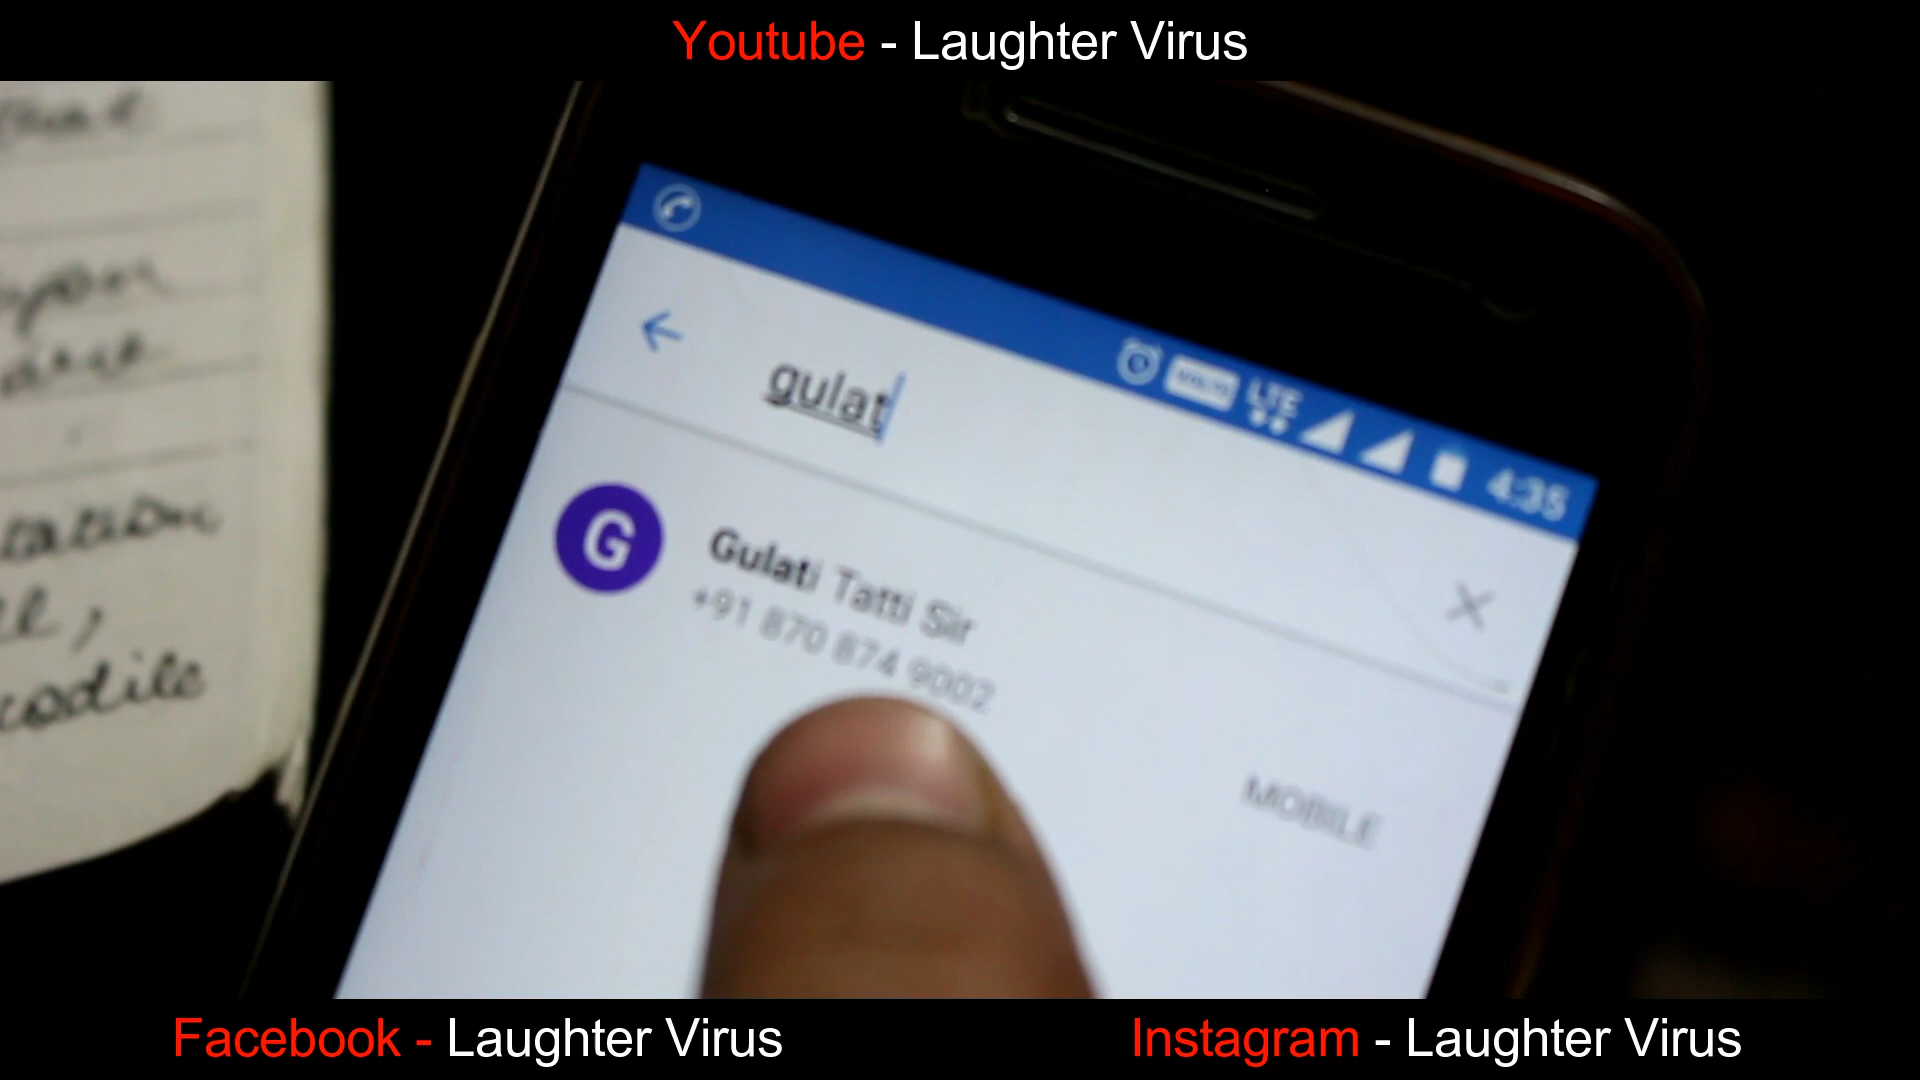 Youtube - Laughter Virus
LTE
4:35
gulat
G
Gulati Tatti Sir
+91 870 874 9002
MOBILE
Facebook - Laughter Virus
Instagram - Laughter Virus